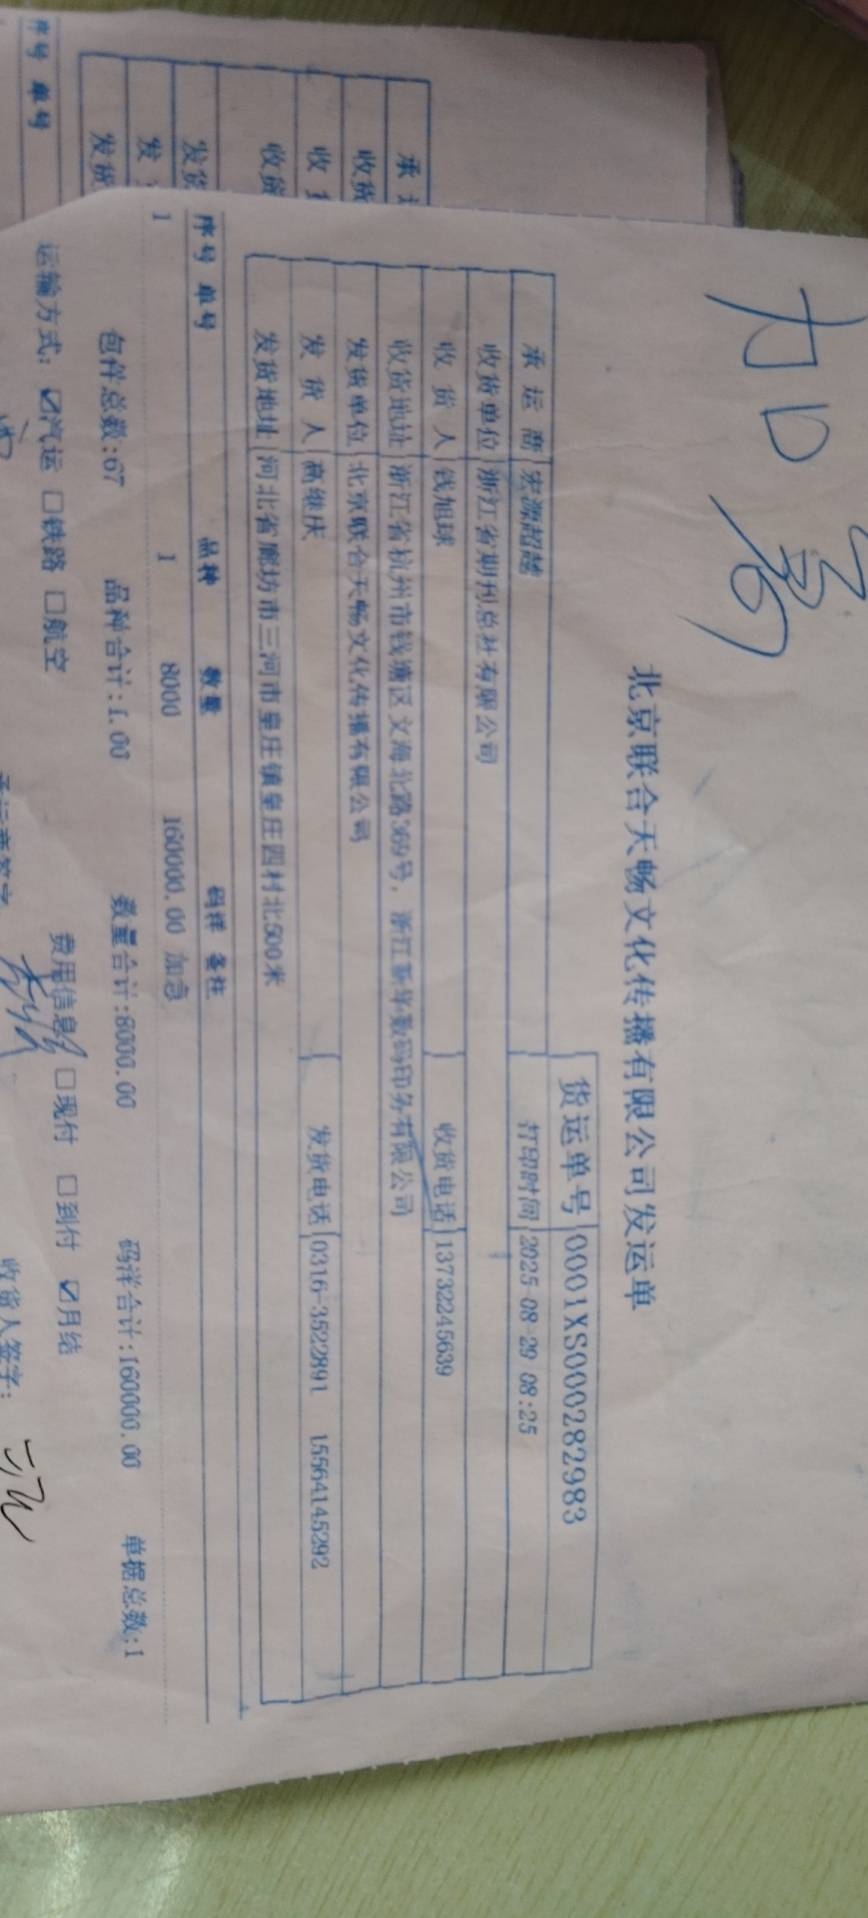 北京联合天畅文化传播有限公司发运单
货运单号 0001XS000282983
承运商 宏源超越 打印时间 2025-08-29 08:25
收货单位 浙江省期刊总社有限公司
收货人 钱旭球 收货电话 13732245639
收货地址 浙江省杭州市钱塘区文海北路369号，浙江新华数码印务有限公司
发货单位 北京联合天畅文化传播有限公司
发货人 高继庆 发货电话 0316-3522891 15564145292
发货地址 河北省廊坊市三河市皇庄镇皇庄四村北500米
序号 单号 品种 数量 码洋 备注
1 1 8000 160000.00 加急
包件总数:67 品种合计:1.00 数量合计:8000.00 码洋合计:160000.00 单据总数:1
运输方式: ☑汽运 ☐铁路 ☐航空 费用信息 ☐现付 ☐到付 ☑月结
承运商签字 收货人签字:
序号 单号